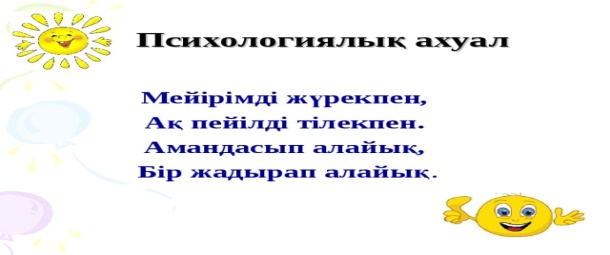 Психологиялық ахуал
Мейірімді жүрекпен,
Ақ пейілді тілекпен.
Амандасып алайық,
Бір жадырап алайық.